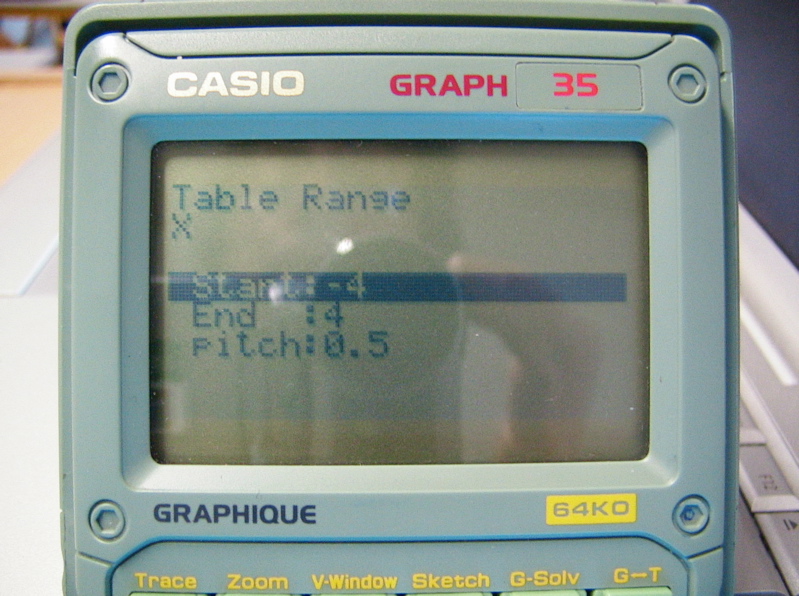 CASIO GRAPH 35
Table Range
X
Start:-4
End :4
pitch:0.5
GRAPHIQUE 64KO
Trace Zoom V-Window Sketch G-Solv G↔T
F12